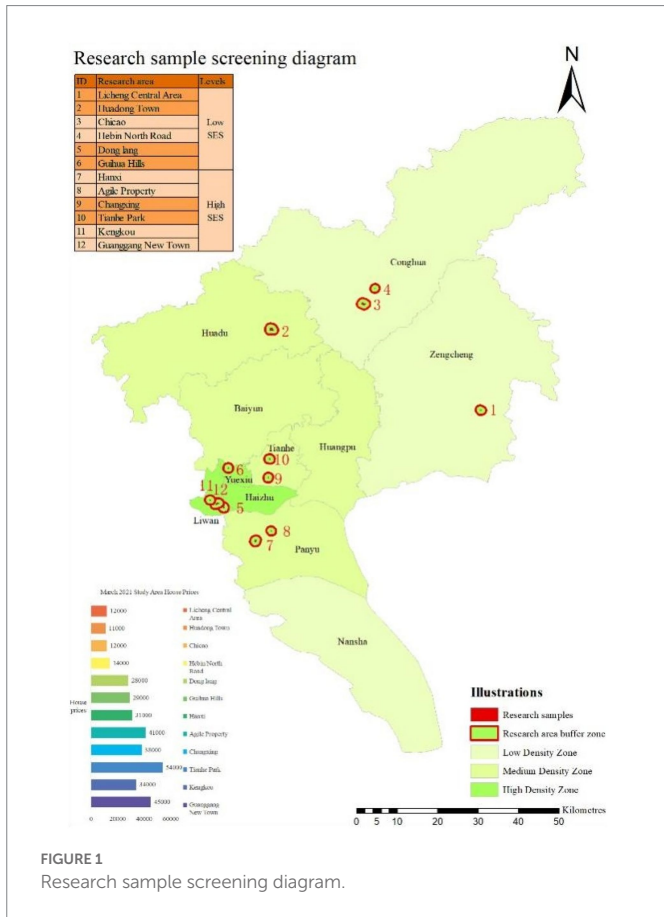 Research sample screening diagram
N
ID Research area Levels
1 Licheng Central Area
2 Huadong Town
3 Chicao
4 Hebin North Road
5 Dong lang
6 Guihua Hills
Low
SES
7 Hanxi
8 Agile Property
9 Changxing
10 Tianhe Park
11 Kengkou
12 Guanggang New Town
High
SES
Conghua
4
3
Huadu
2
Zengcheng
1
Baiyun
Tianhe
Huangpu
10
6
Yuexiu
9
11
12
Haizhu
5
Liwan
8
7
Panyu
Nansha
March 2021 Study Area House Prices
12000 Licheng Central
Area
11000 Huadong Town
12000 Chicao
14000 Hebin North
Road
28000 Dong lang
29000 Guihua Hills
House
prices
31000 Hanxi
41000 Agile Property
38000 Changxing
54000 Tianhe Park
Kengkou
45000 Guanggang
New Town
0 20000 40000 60000
Illustrations
Research samples
Research area buffer zone
Low Density Zone
Medium Density Zone
High Density Zone
Kilometres
0 5 10 20 30 40 50
FIGURE 1
Research sample screening diagram.